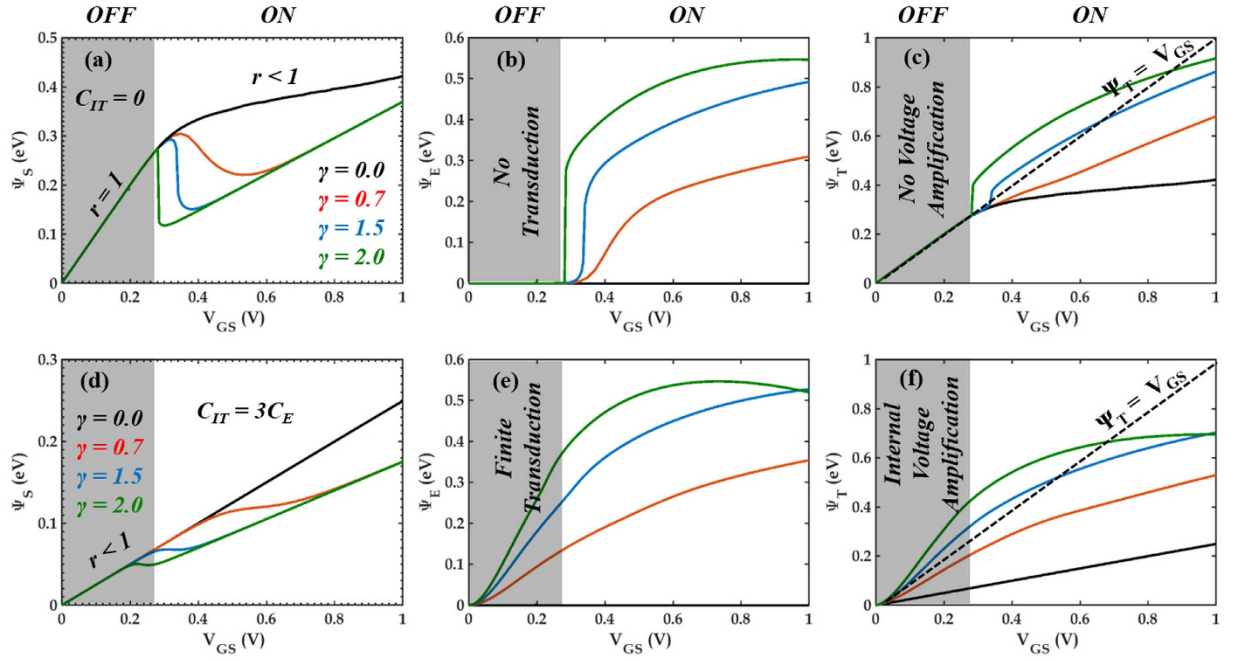 OFF ON OFF ON OFF ON
(a)
C_IT = 0
r = 1
r < 1
γ = 0.0
γ = 0.7
γ = 1.5
γ = 2.0
Ψ_S (eV)
0.5
0.4
0.3
0.2
0.1
0
0 0.2 0.4 0.6 0.8 1
V_GS (V)
(b)
No
Transduction
Ψ_E (eV)
0.6
0.5
0.4
0.3
0.2
0.1
0
0 0.2 0.4 0.6 0.8 1
V_GS (V)
(c)
No Voltage
Amplification
Ψ_T = V_GS
Ψ_T (eV)
1
0.8
0.6
0.4
0.2
0
0 0.2 0.4 0.6 0.8 1
V_GS (V)
(d)
C_IT = 3C_E
γ = 0.0
γ = 0.7
γ = 1.5
γ = 2.0
r < 1
Ψ_S (eV)
0.3
0.2
0.1
0
0 0.2 0.4 0.6 0.8 1
V_GS (V)
(e)
Finite
Transduction
Ψ_E (eV)
0.6
0.5
0.4
0.3
0.2
0.1
0
0 0.2 0.4 0.6 0.8 1
V_GS (V)
(f)
Internal
Voltage
Amplification
Ψ_T = V_GS
Ψ_T (eV)
1
0.8
0.6
0.4
0.2
0
0 0.2 0.4 0.6 0.8 1
V_GS (V)